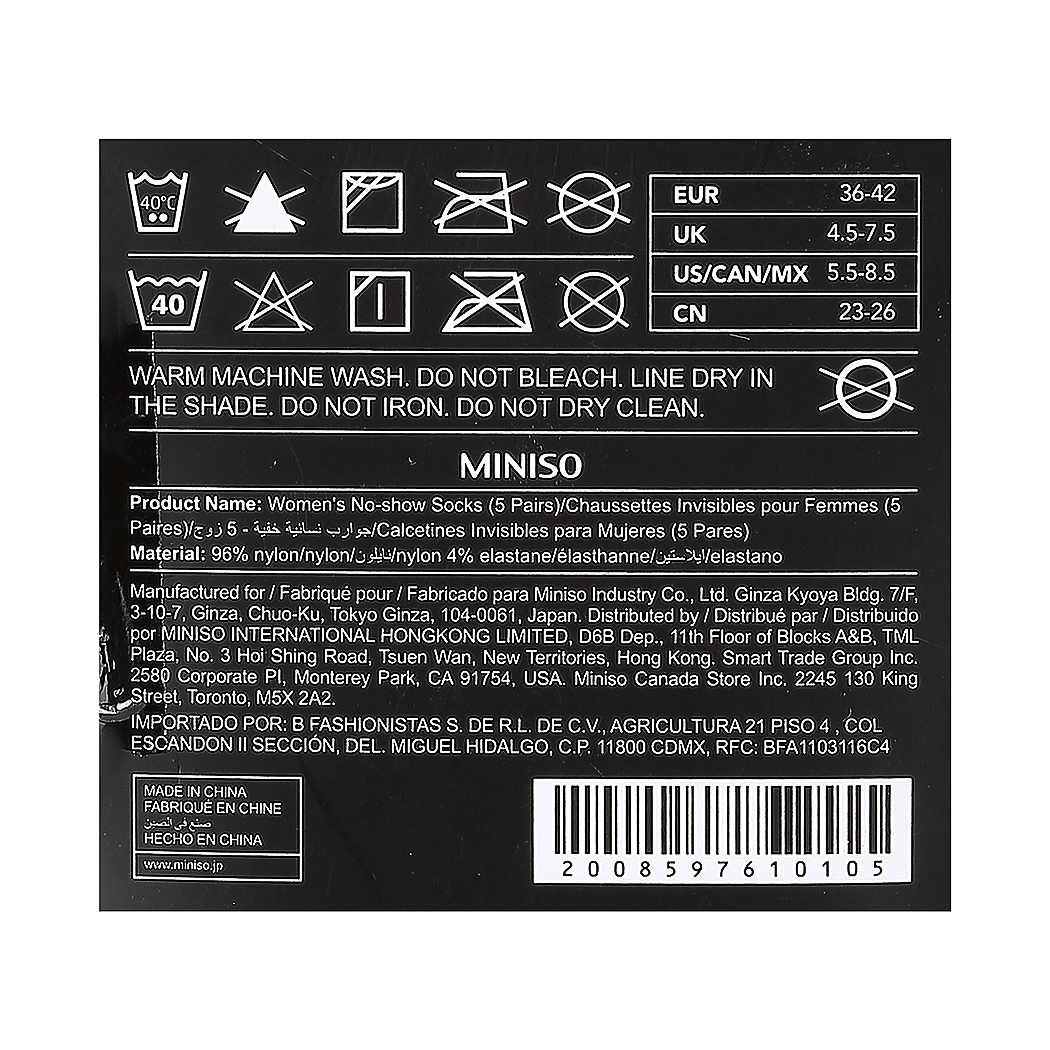 40°C
EUR 36-42
UK 4.5-7.5
US/CAN/MX 5.5-8.5
CN 23-26
40
WARM MACHINE WASH. DO NOT BLEACH. LINE DRY IN
THE SHADE. DO NOT IRON. DO NOT DRY CLEAN.
MINISO
Product Name: Women's No-show Socks (5 Pairs)/Chaussettes Invisibles pour Femmes (5
Paires)/جوارب نسائية خفية - 5 زوج/Calcetines Invisibles para Mujeres (5 Pares)
Material: 96% nylon/nylon/نايلون/nylon 4% elastane/élasthanne/ايلاستين/elastano
Manufactured for / Fabriqué pour / Fabricado para Miniso Industry Co., Ltd. Ginza Kyoya Bldg. 7/F,
3-10-7, Ginza, Chuo-Ku, Tokyo Ginza, 104-0061, Japan. Distributed by / Distribué par / Distribuido
por MINISO INTERNATIONAL HONGKONG LIMITED, D6B Dep., 11th Floor of Blocks A&B, TML
Plaza, No. 3 Hoi Shing Road, Tsuen Wan, New Territories, Hong Kong. Smart Trade Group Inc.
2580 Corporate Pl, Monterey Park, CA 91754, USA. Miniso Canada Store Inc. 2245 130 King
Street, Toronto, M5X 2A2.
IMPORTADO POR: B FASHIONISTAS S. DE R.L. DE C.V., AGRICULTURA 21 PISO 4 , COL
ESCANDON II SECCIÓN, DEL. MIGUEL HIDALGO, C.P. 11800 CDMX, RFC: BFA1103116C4
MADE IN CHINA
FABRIQUÉ EN CHINE
صنع في الصين
HECHO EN CHINA
www.miniso.jp
2008597610105